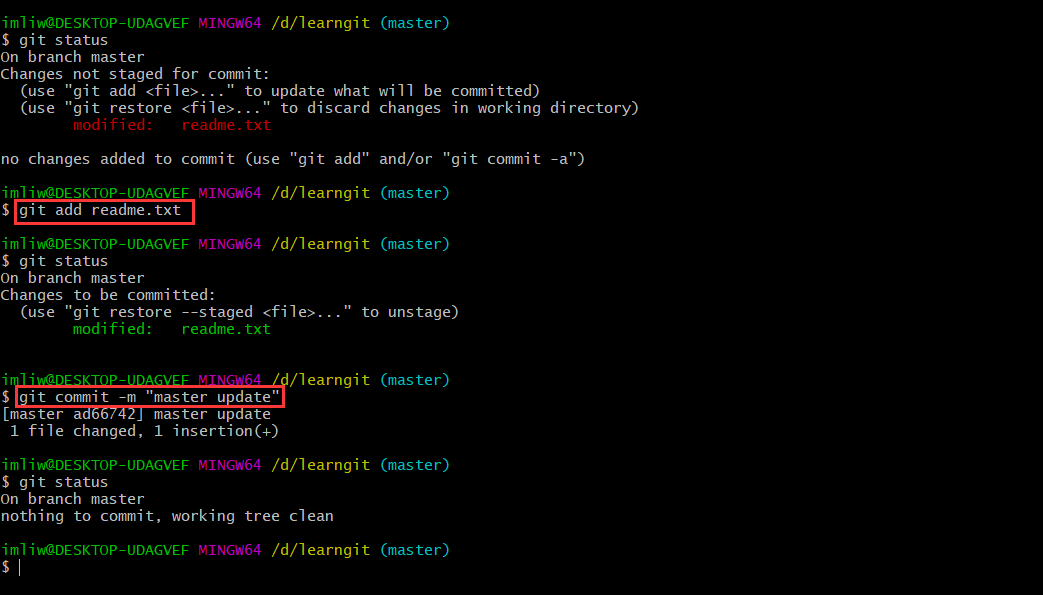 imliw@DESKTOP-UDAGVEF MINGW64 /d/learngit (master)
$ git status
On branch master
Changes not staged for commit:
  (use "git add <file>..." to update what will be committed)
  (use "git restore <file>..." to discard changes in working directory)
        modified:   readme.txt
no changes added to commit (use "git add" and/or "git commit -a")
imliw@DESKTOP-UDAGVEF MINGW64 /d/learngit (master)
$ git add readme.txt
imliw@DESKTOP-UDAGVEF MINGW64 /d/learngit (master)
$ git status
On branch master
Changes to be committed:
  (use "git restore --staged <file>..." to unstage)
        modified:   readme.txt
imliw@DESKTOP-UDAGVEF MINGW64 /d/learngit (master)
$ git commit -m "master update"
[master ad66742] master update
 1 file changed, 1 insertion(+)
imliw@DESKTOP-UDAGVEF MINGW64 /d/learngit (master)
$ git status
On branch master
nothing to commit, working tree clean
imliw@DESKTOP-UDAGVEF MINGW64 /d/learngit (master)
$